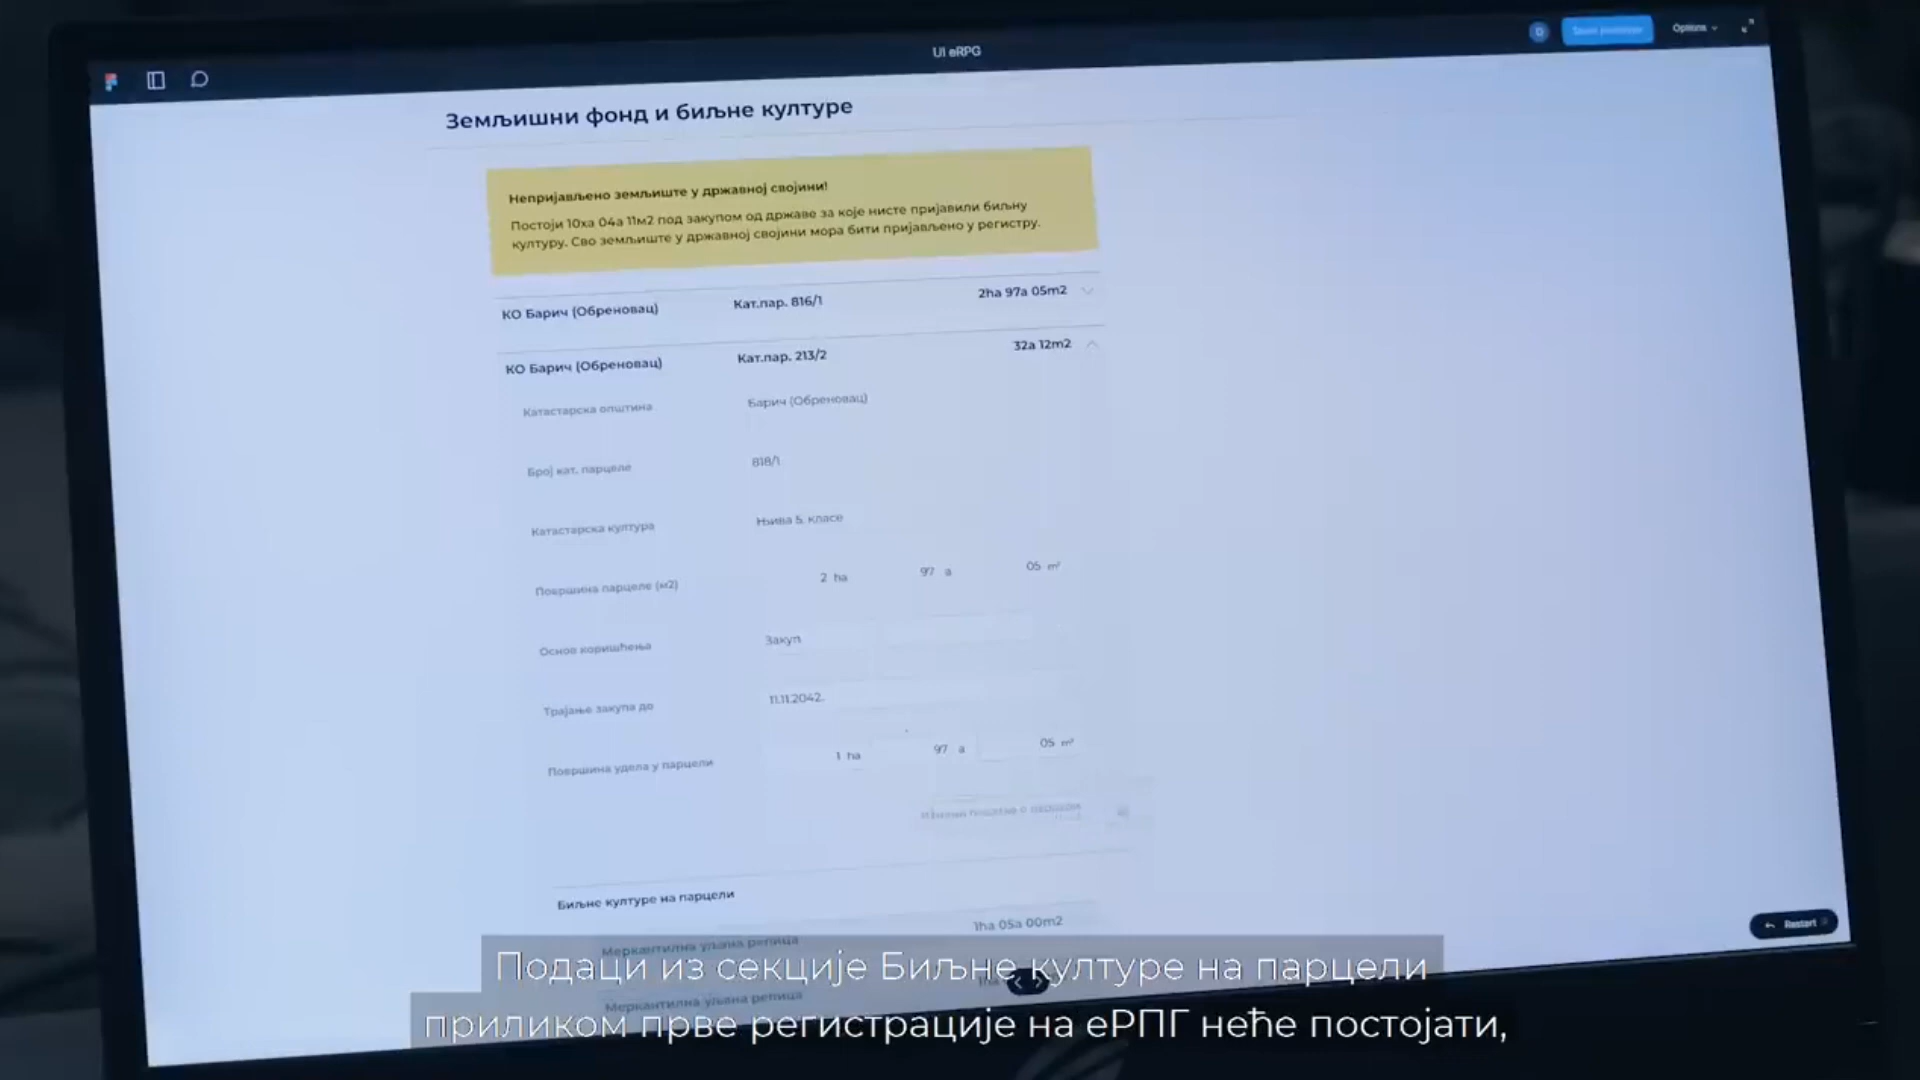 UI eRPG
Options
Земљишни фонд и биљне културе
Непријављено земљиште у државној својини!
Постоји 10ха 04а 11м2 под закупом од државе за које нисте пријавили биљну
културу. Сво земљиште у државној својини мора бити пријављено у регистру.
КО Барич (Обреновац) Кат.пар. 816/1 2ha 97a 05m2
КО Барич (Обреновац) Кат.пар. 213/2 32a 12m2
Катастарска општина Барич (Обреновац)
Број кат. парцеле 818/1
Катастарска култура Њива 5. класе
Површина парцеле (м2) 2 ha 97 a 05 m²
Основ коришћења Закуп
Трајање закупа до 11.11.2042.
Површина удела у парцели 1 ha 97 a 05 m²
Биљне културе на парцели
Меркантилна уљана репица 1ha 05a 00m2
Меркантилна уљана репица
Restart
Подаци из секције Биљне културе на парцели
приликом прве регистрације на еРПГ неће постојати,